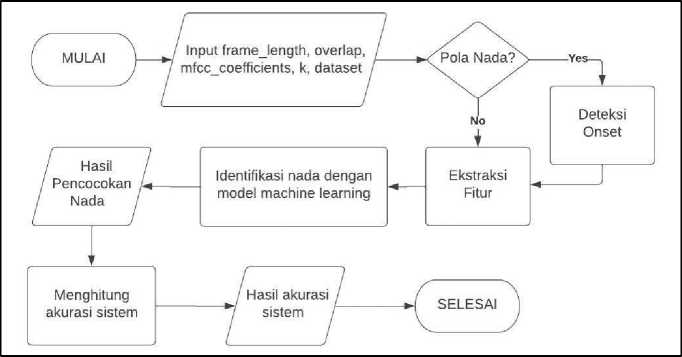 MULAI
Input frame_length, overlap,
mfcc_coefficients, k, dataset
Pola Nada?
Yes
No
Deteksi
Onset
Ekstraksi
Fitur
Identifikasi nada dengan
model machine learning
Hasil
Pencocokan
Nada
Menghitung
akurasi sistem
Hasil akurasi
sistem
SELESAI